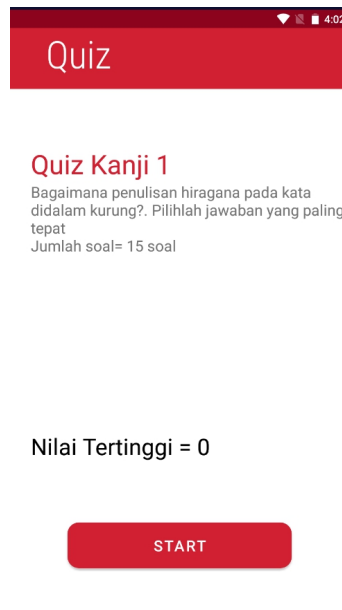 4:02
Quiz
Quiz Kanji 1
Bagaimana penulisan hiragana pada kata
didalam kurung?. Pilihlah jawaban yang paling
tepat
Jumlah soal= 15 soal
Nilai Tertinggi = 0
START